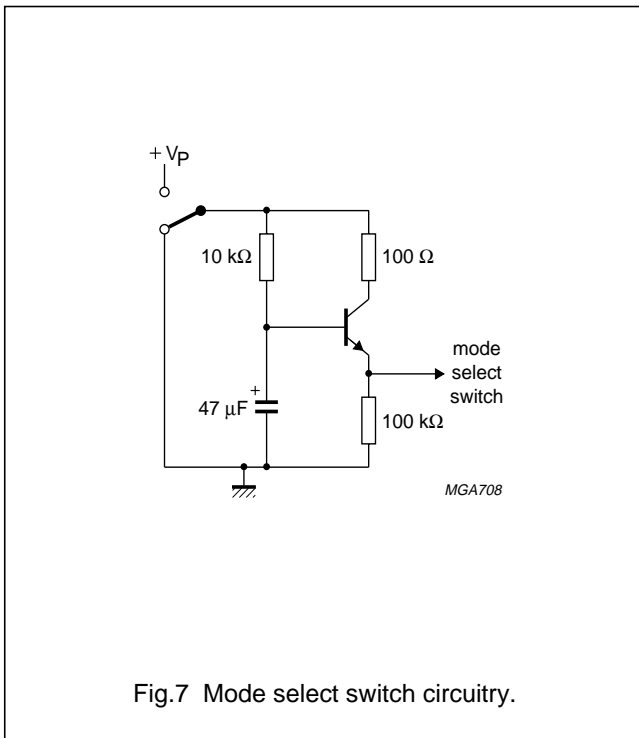 + VP
10 kΩ
100 Ω
mode
select
switch
+
47 µF
100 kΩ
MGA708
Fig.7 Mode select switch circuitry.